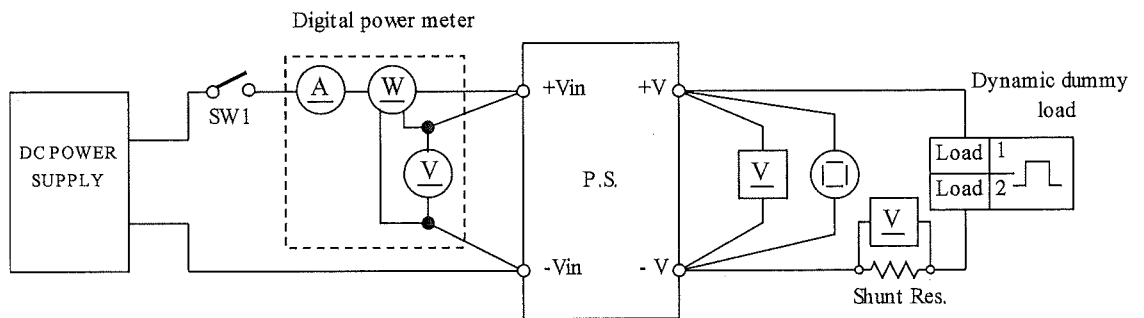 Digital power meter
A
W
SW1
V
DC POWER
SUPPLY
+Vin
-Vin
P.S.
+V
- V
V
Dynamic dummy
load
Load 1
Load 2
V
Shunt Res.